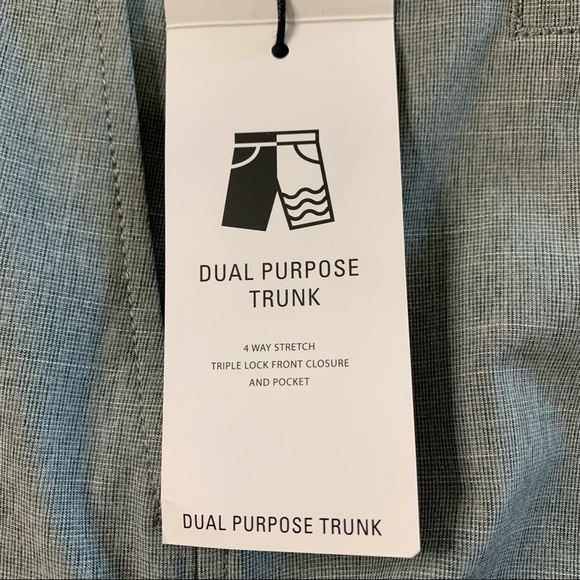 DUAL PURPOSE
TRUNK
4 WAY STRETCH
TRIPLE LOCK FRONT CLOSURE
AND POCKET
DUAL PURPOSE TRUNK